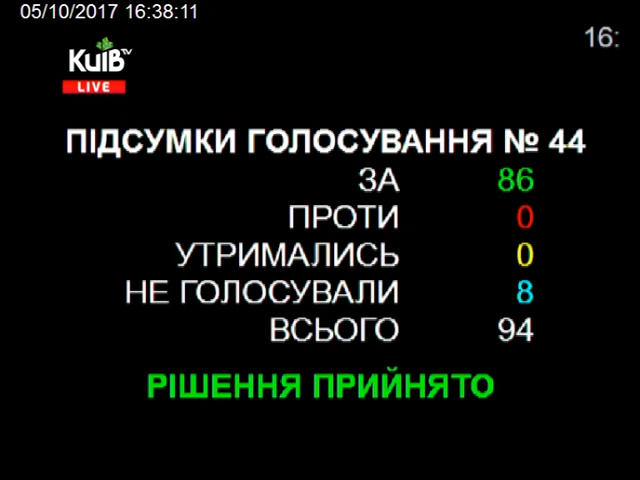 05/10/2017 16:38:11
16:
КиїВ TV
LIVE
ПІДСУМКИ ГОЛОСУВАННЯ № 44
ЗА 86
ПРОТИ 0
УТРИМАЛИСЬ 0
НЕ ГОЛОСУВАЛИ 8
ВСЬОГО 94
РІШЕННЯ ПРИЙНЯТО